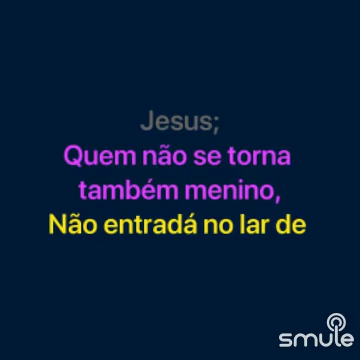 Jesus;
Quem não se torna
também menino,
Não entradá no lar de
smule